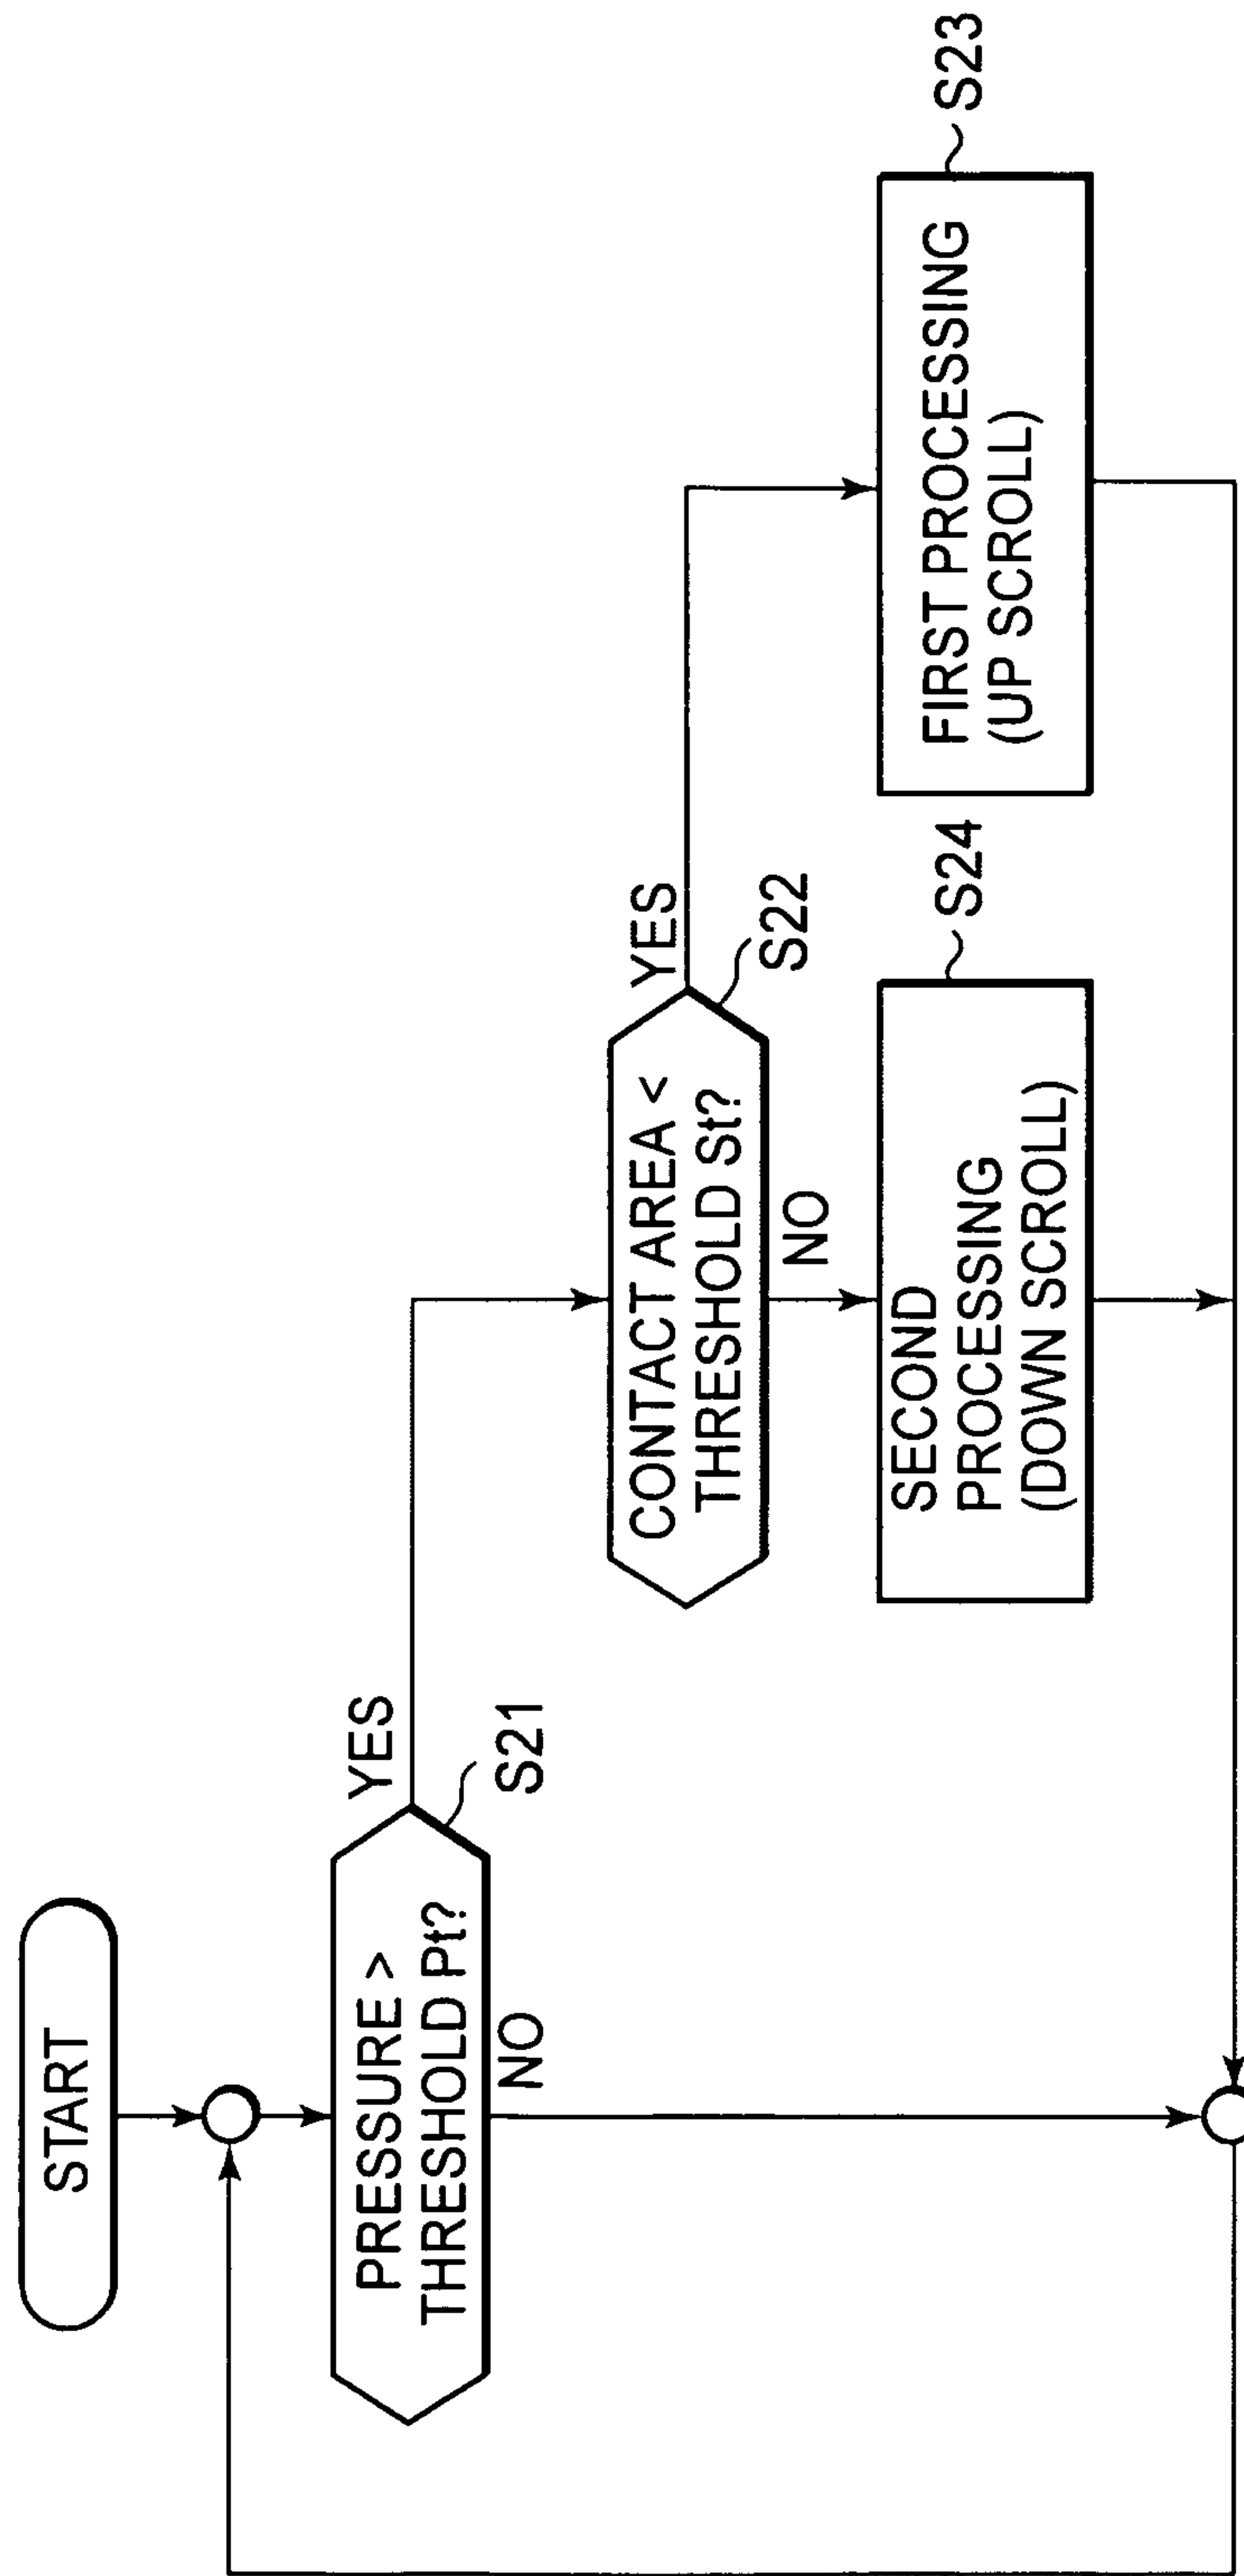 START
PRESSURE >
THRESHOLD Pt?
YES
S21
NO
CONTACT AREA <
THRESHOLD St?
YES
S22
NO
SECOND
PROCESSING
(DOWN SCROLL)
S24
FIRST PROCESSING
(UP SCROLL)
S23